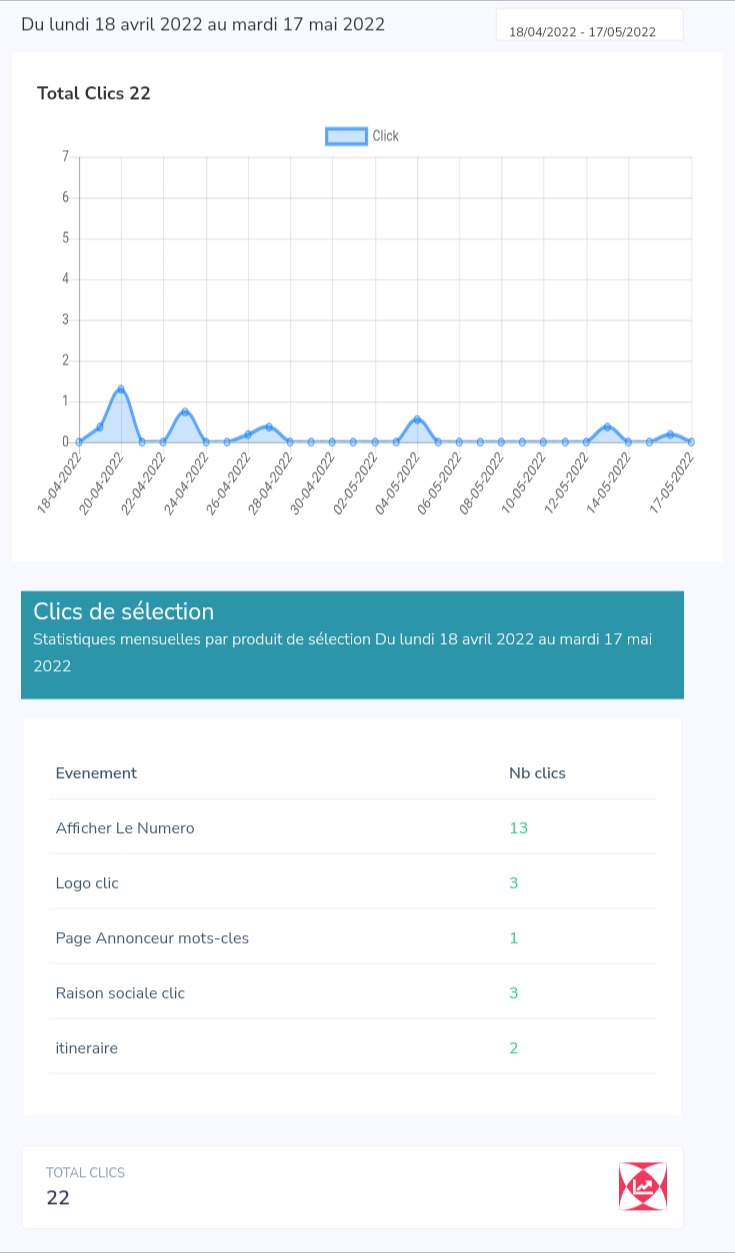 Du lundi 18 avril 2022 au mardi 17 mai 2022
18/04/2022 - 17/05/2022
Total Clics 22
Click
7
6
5
4
3
2
1
0
18-04-2022
20-04-2022
22-04-2022
24-04-2022
26-04-2022
28-04-2022
30-04-2022
02-05-2022
04-05-2022
06-05-2022
08-05-2022
10-05-2022
12-05-2022
14-05-2022
17-05-2022
Clics de sélection
Statistiques mensuelles par produit de sélection Du lundi 18 avril 2022 au mardi 17 mai
2022
Evenement Nb clics
Afficher Le Numero 13
Logo clic 3
Page Annonceur mots-cles 1
Raison sociale clic 3
itineraire 2
TOTAL CLICS
22